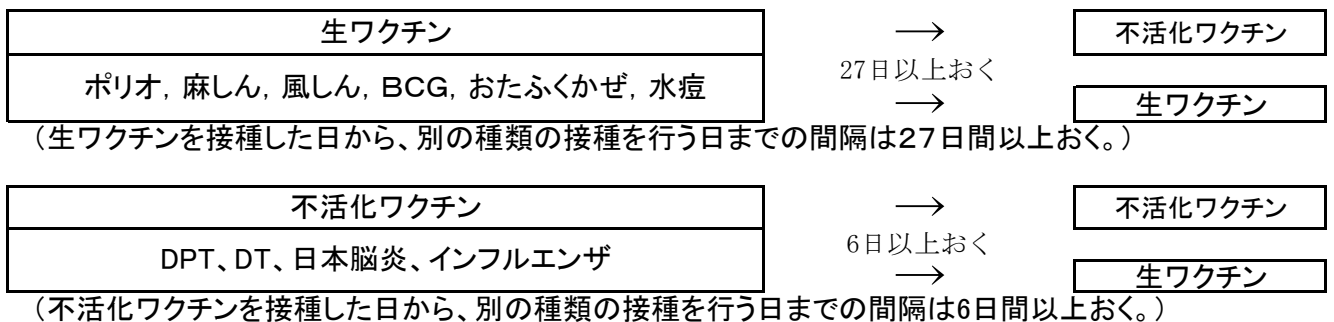 生ワクチン → 不活化ワクチン
27日以上おく
ポリオ，麻しん，風しん，BCG，おたふくかぜ，水痘 → 生ワクチン
（生ワクチンを接種した日から、別の種類の接種を行う日までの間隔は２７日間以上おく。）
不活化ワクチン → 不活化ワクチン
6日以上おく
DPT、DT、日本脳炎、インフルエンザ → 生ワクチン
（不活化ワクチンを接種した日から、別の種類の接種を行う日までの間隔は6日間以上おく。）